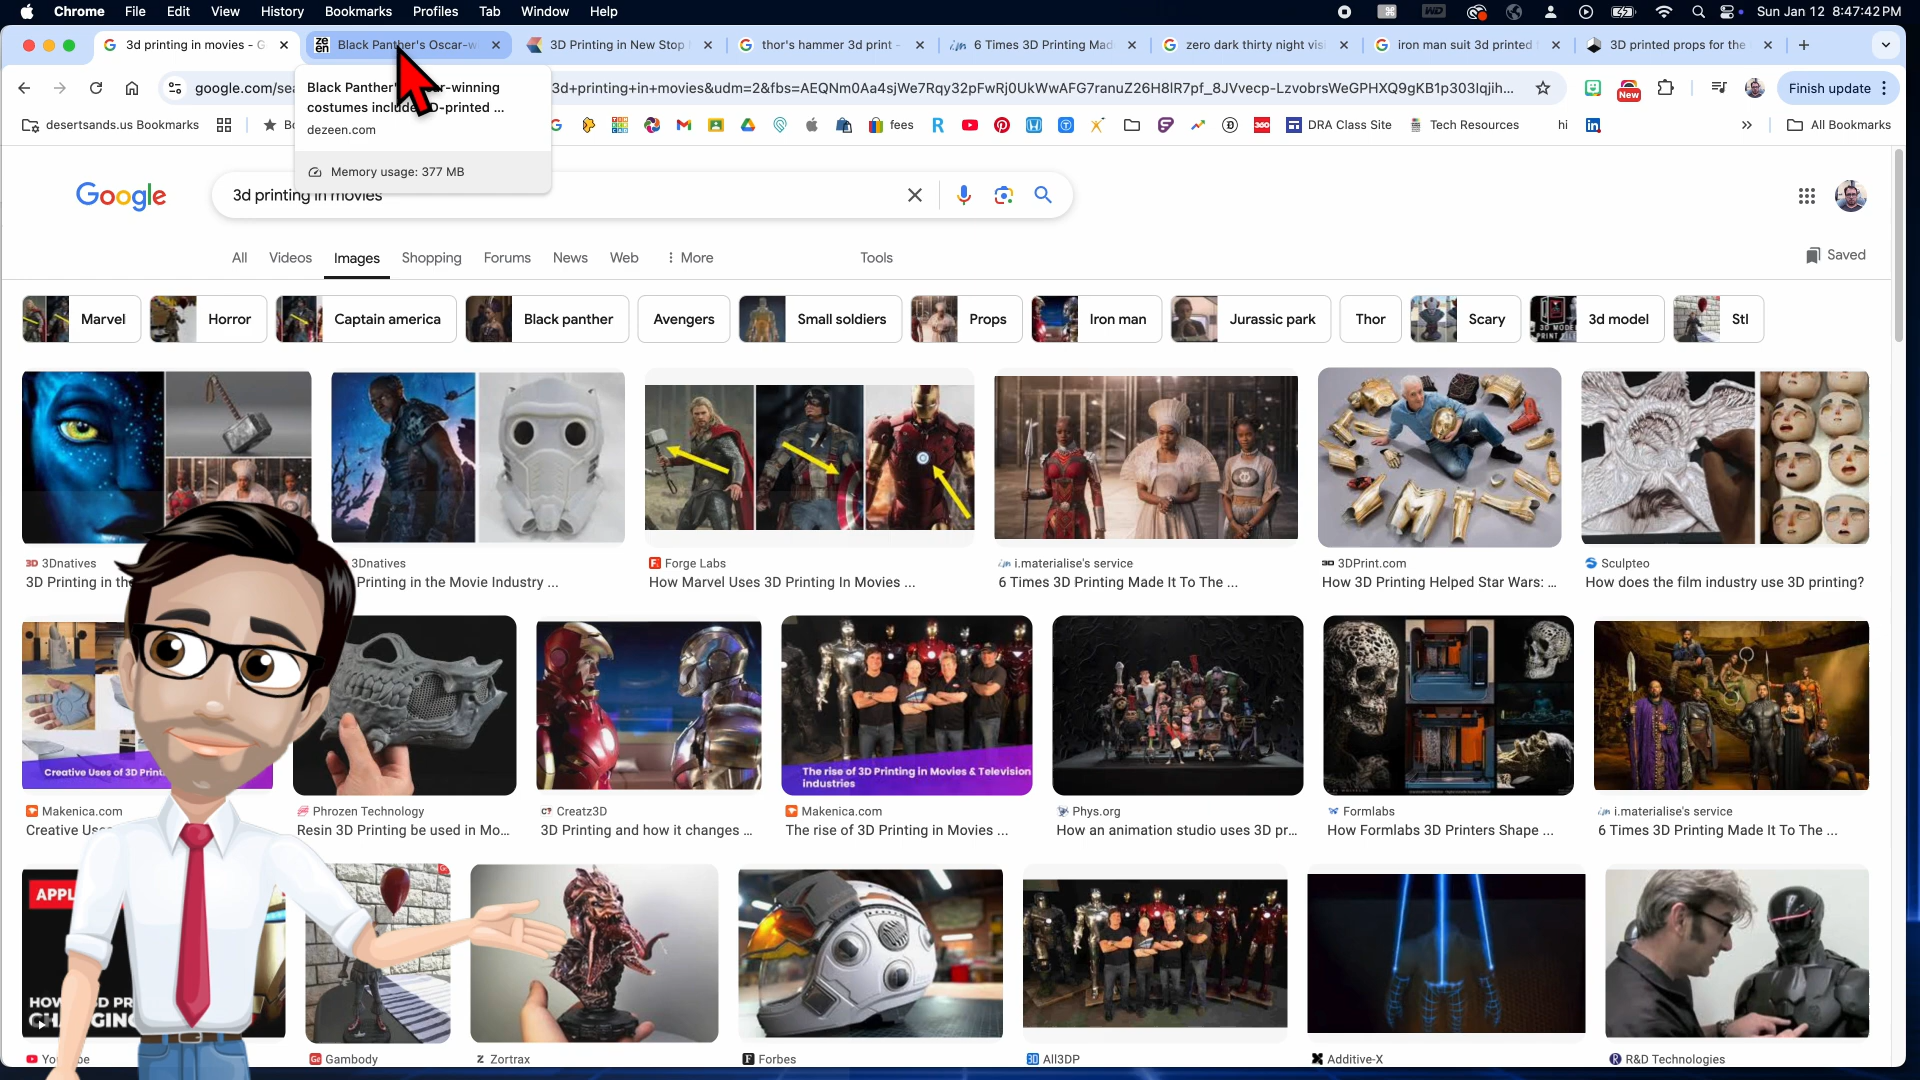 Chrome File Edit View History Bookmarks Profiles Tab Window Help
Sun Jan 12 8:47:42 PM
3d printing in movies - G
Black Panther's Oscar-w
3D Printing in New Stop
thor's hammer 3d print -
6 Times 3D Printing Mad
zero dark thirty night visi
iron man suit 3d printed
3D printed props for the
google.com/sea
3d+printing+in+movies&udm=2&fbs=
Finish update
desertsands.us Bookmarks
New
fees
DRA Class Site
Tech Resources
hi
All Bookmarks
Black Panther'
r-winning
costumes include
D-printed ...
dezeen.com
Memory usage: 377 MB
Google
3d printing in movies
All Videos Images Shopping Forums News Web More Tools
Saved
Marvel
Horror
Captain america
Black panther
Avengers
Small soldiers
Props
Iron man
Jurassic park
Thor
Scary
3d model
Stl
3Dnatives
3D Printing in the
3Dnatives
Printing in the Movie Industry ...
Forge Labs
How Marvel Uses 3D Printing In Movies ...
i.materialise's service
6 Times 3D Printing Made It To The ...
3DPrint.com
How 3D Printing Helped Star Wars: ...
Sculpteo
How does the film industry use 3D printing?
Creative Uses of 3D Print
The rise of 3D Printing in Movies & Television
industries
Makenica.com
Creative Use
Phrozen Technology
Resin 3D Printing be used in Mo...
Creatz3D
3D Printing and how it changes ...
Makenica.com
The rise of 3D Printing in Movies ...
Phys.org
How an animation studio uses 3D pr...
Formlabs
How Formlabs 3D Printers Shape ...
i.materialise's service
6 Times 3D Printing Made It To The ...
APPL
HOW 3D PR
CHANGING
Gambody
Zortrax
Forbes
All3DP
Additive-X
R&D Technologies